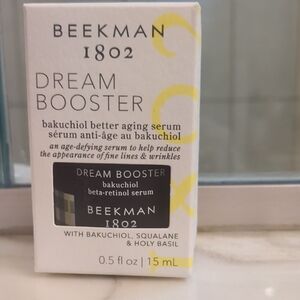 BEEKMAN
1802
DREAM
BOOSTER
bakuchiol better aging serum
sérum anti-âge au bakuchiol
an age-defying serum to help reduce
the appearance of fine lines & wrinkles
DREAM BOOSTER
bakuchiol
beta-retinol serum
BEEKMAN
1802
WITH BAKUCHIOL, SQUALANE
& HOLY BASIL
0.5 fl oz | 15 mL